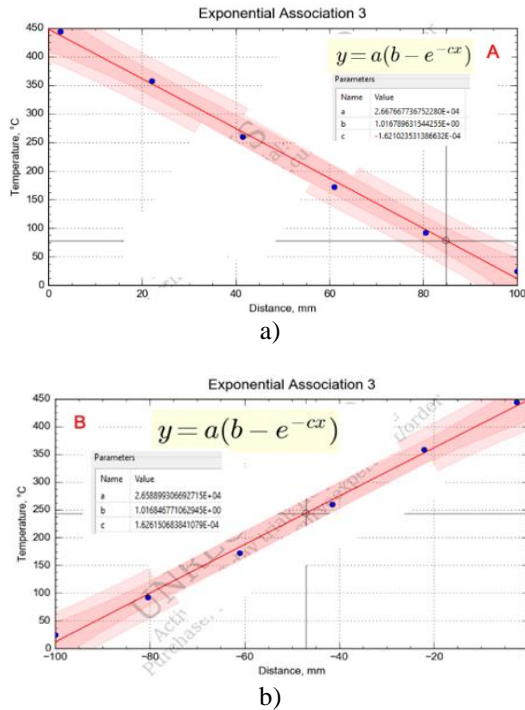 Exponential Association 3
450
400
350
300
250
200
150
100
50
0
Temperature, °C
A
y = a(b − e^{−cx})
Parameters
Name Value
a 2.667667736752280E+04
b 1.016789631544255E+00
c -1.621023531386632E-04
0 20 40 60 80 100
Distance, mm
a)
Exponential Association 3
450
400
350
300
250
200
150
100
50
0
Temperature, °C
B
y = a(b − e^{−cx})
Parameters
Name Value
a 2.658899306692715E+04
b 1.016846771062945E+00
c 1.626150683841079E-04
Purchase,
−100 −80 −60 −40 −20
Distance, mm
b)